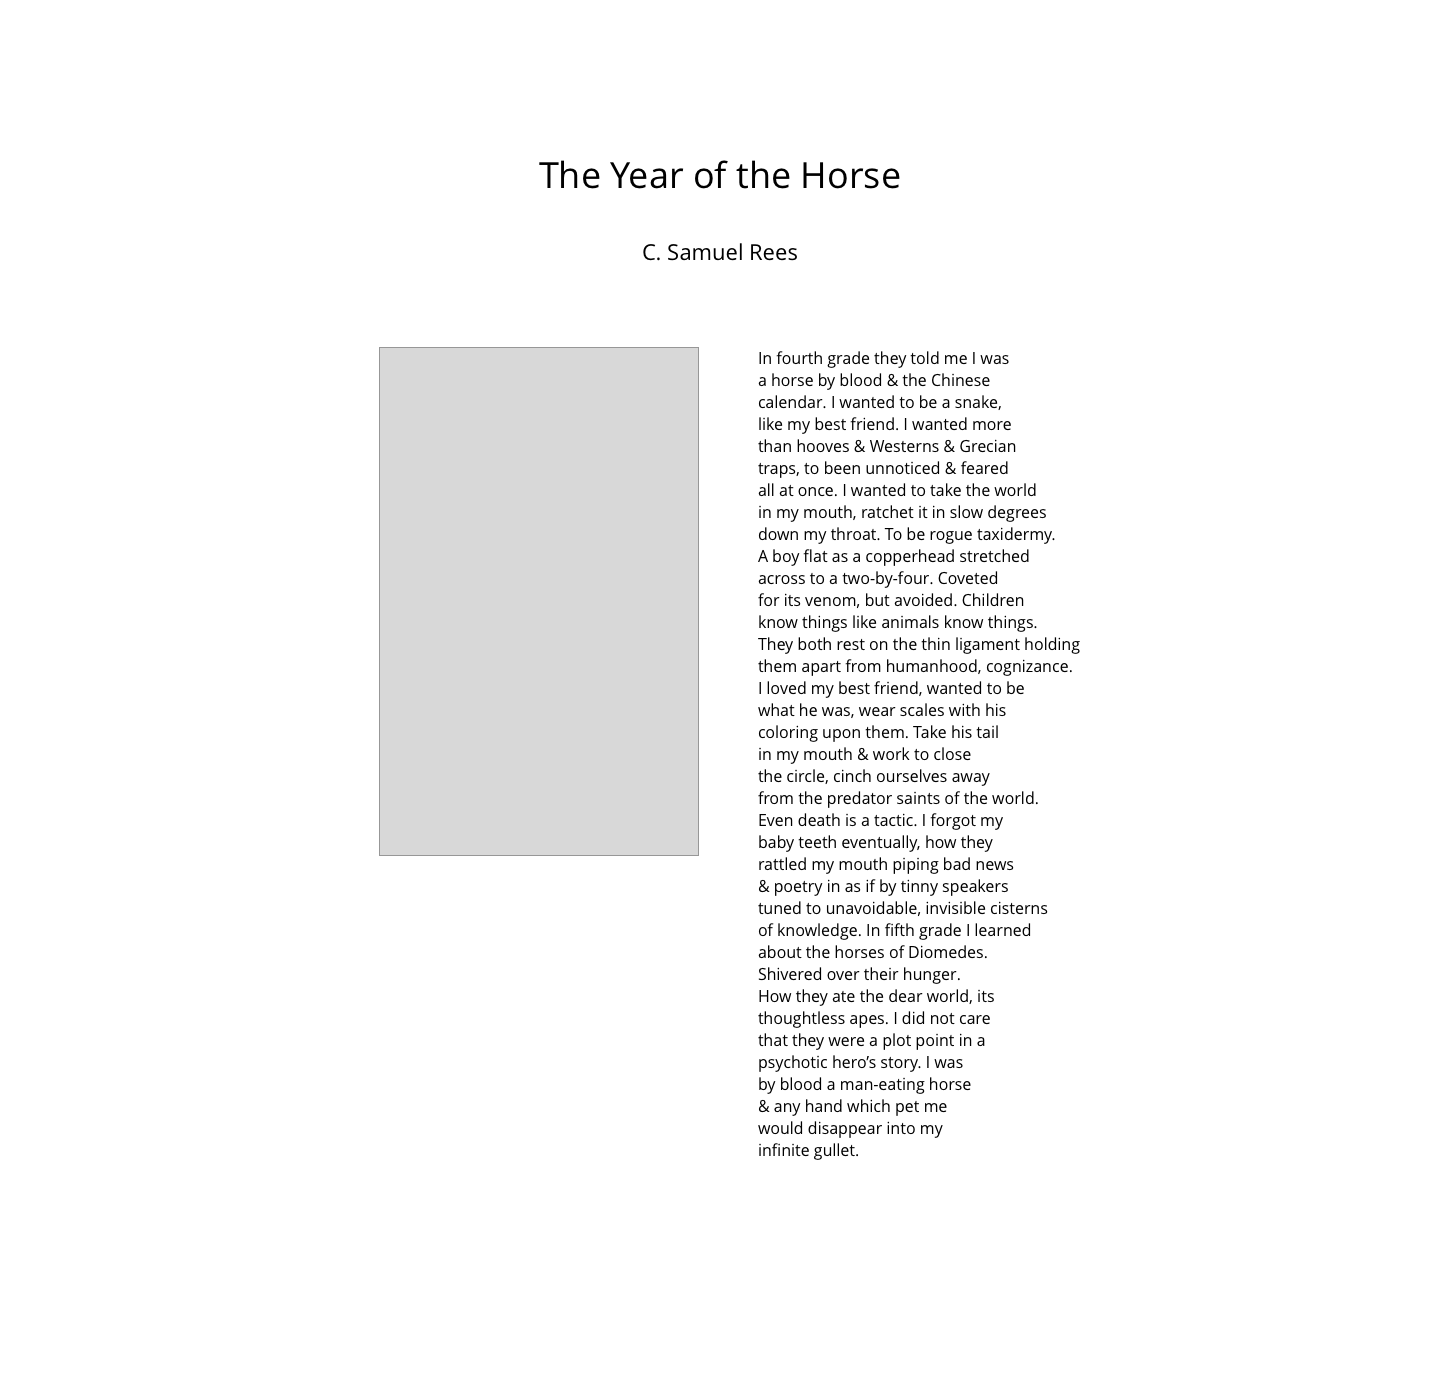 The Year of the Horse
C. Samuel Rees
In fourth grade they told me I was
a horse by blood & the Chinese
calendar. I wanted to be a snake,
like my best friend. I wanted more
than hooves & Westerns & Grecian
traps, to been unnoticed & feared
all at once. I wanted to take the world
in my mouth, ratchet it in slow degrees
down my throat. To be rogue taxidermy.
A boy flat as a copperhead stretched
across to a two-by-four. Coveted
for its venom, but avoided. Children
know things like animals know things.
They both rest on the thin ligament holding
them apart from humanhood, cognizance.
I loved my best friend, wanted to be
what he was, wear scales with his
coloring upon them. Take his tail
in my mouth & work to close
the circle, cinch ourselves away
from the predator saints of the world.
Even death is a tactic. I forgot my
baby teeth eventually, how they
rattled my mouth piping bad news
& poetry in as if by tinny speakers
tuned to unavoidable, invisible cisterns
of knowledge. In fifth grade I learned
about the horses of Diomedes.
Shivered over their hunger.
How they ate the dear world, its
thoughtless apes. I did not care
that they were a plot point in a
psychotic hero’s story. I was
by blood a man-eating horse
& any hand which pet me
would disappear into my
infinite gullet.